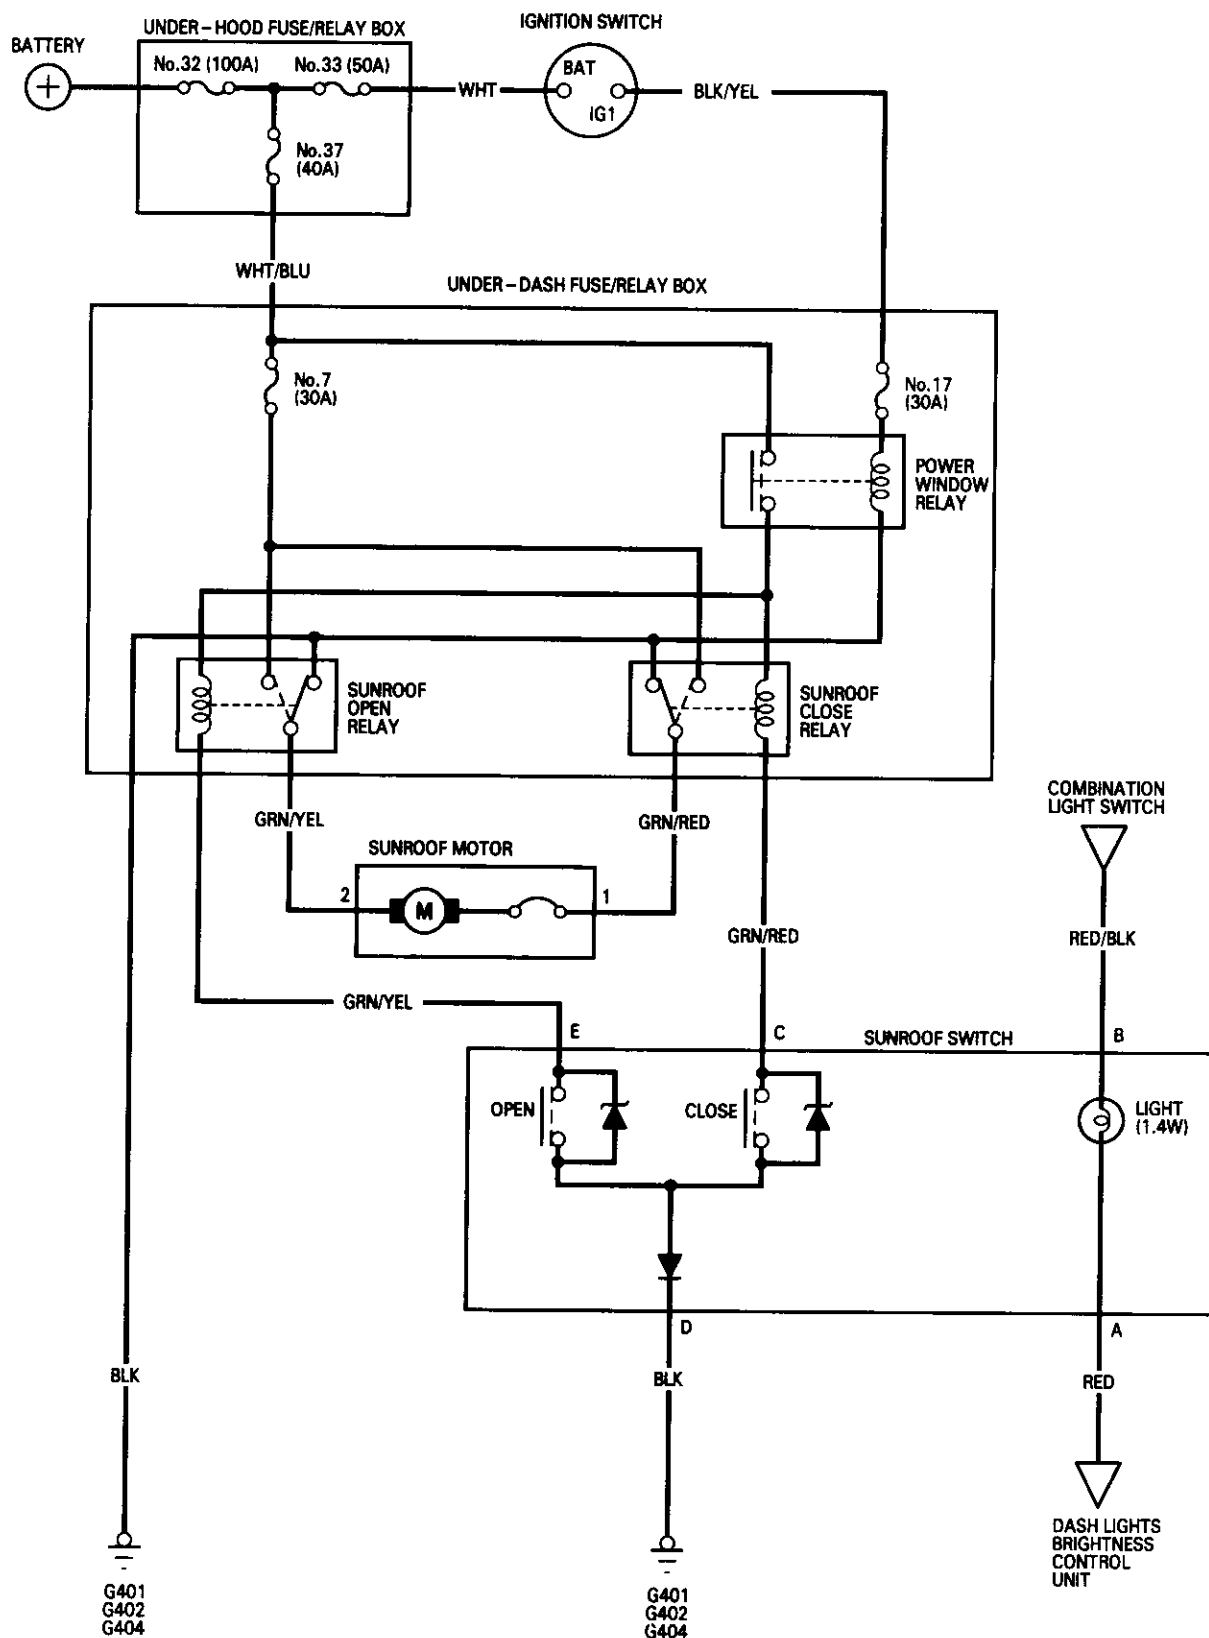 UNDER-HOOD FUSE/RELAY BOX
IGNITION SWITCH
BATTERY
No.32 (100A)
No.33 (50A)
BAT
WHT
BLK/YEL
IG1
No.37
(40A)
WHT/BLU
UNDER-DASH FUSE/RELAY BOX
No.7
(30A)
No.17
(30A)
POWER
WINDOW
RELAY
SUNROOF
OPEN
RELAY
SUNROOF
CLOSE
RELAY
COMBINATION
LIGHT SWITCH
GRN/YEL
GRN/RED
SUNROOF MOTOR
2
M
1
GRN/RED
RED/BLK
GRN/YEL
E
C
SUNROOF SWITCH
B
OPEN
CLOSE
LIGHT
(1.4W)
D
A
BLK
BLK
RED
DASH LIGHTS
BRIGHTNESS
CONTROL
UNIT
G401
G402
G404
G401
G402
G404